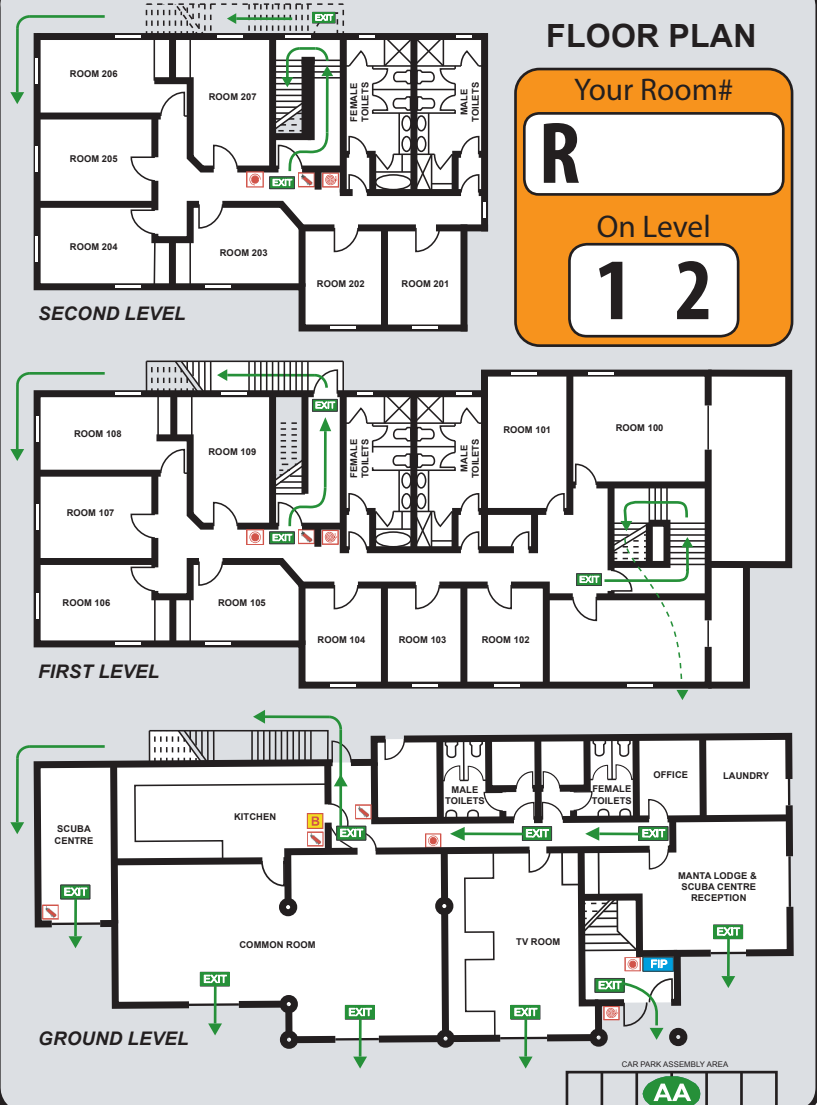 FLOOR PLAN
Your Room#
R
On Level
1 2
EXIT
ROOM 206
ROOM 207
FEMALE
TOILETS
MALE
TOILETS
ROOM 205
EXIT
ROOM 204
ROOM 203
ROOM 202
ROOM 201
SECOND LEVEL
EXIT
ROOM 108
ROOM 109
FEMALE
TOILETS
MALE
TOILETS
ROOM 101
ROOM 100
ROOM 107
EXIT
EXIT
ROOM 106
ROOM 105
ROOM 104
ROOM 103
ROOM 102
FIRST LEVEL
KITCHEN
B
EXIT
MALE
TOILETS
FEMALE
TOILETS
OFFICE
LAUNDRY
EXIT
EXIT
SCUBA
CENTRE
EXIT
MANTA LODGE &
SCUBA CENTRE
RECEPTION
EXIT
COMMON ROOM
TV ROOM
FIP
EXIT
EXIT
EXIT
EXIT
GROUND LEVEL
CAR PARK ASSEMBLY AREA
AA